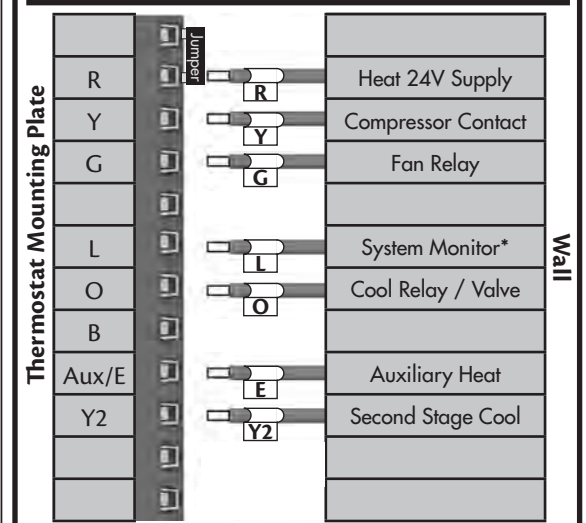 Thermostat Mounting Plate
Jumper
R R Heat 24V Supply
Y Y Compressor Contact
G G Fan Relay
L L System Monitor*
O O Cool Relay / Valve
B
Aux/E E Auxiliary Heat
Y2 Y2 Second Stage Cool
Wall